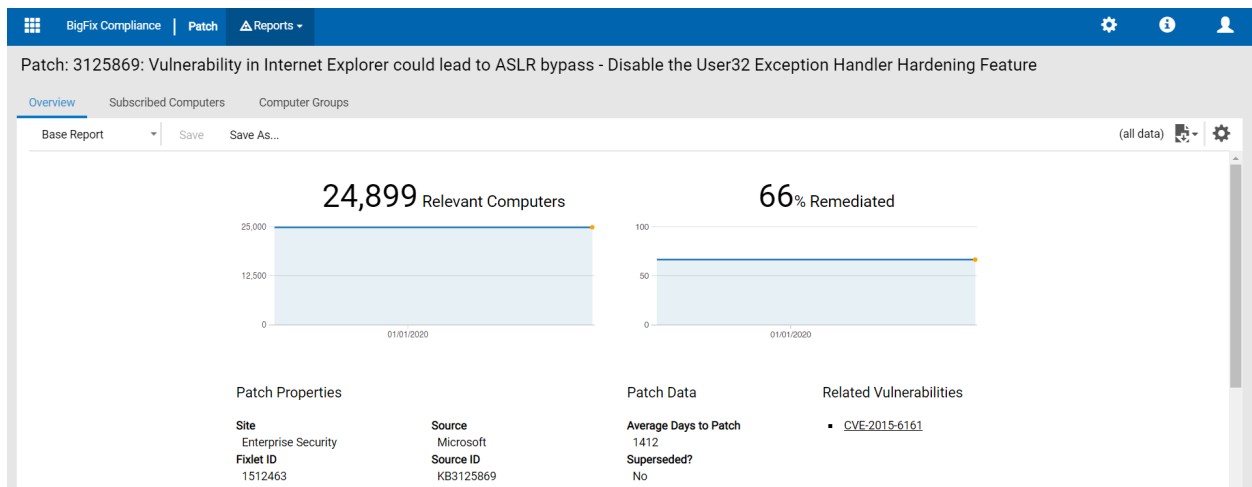 BigFix Compliance | Patch Reports
Patch: 3125869: Vulnerability in Internet Explorer could lead to ASLR bypass - Disable the User32 Exception Handler Hardening Feature
Overview Subscribed Computers Computer Groups
Base Report Save Save As... (all data)
24,899 Relevant Computers
25,000
12,500
0
01/01/2020
66% Remediated
100
50
0
01/01/2020
Patch Properties
Site
Enterprise Security
Fixlet ID
1512463
Source
Microsoft
Source ID
KB3125869
Patch Data
Average Days to Patch
1412
Superseded?
No
Related Vulnerabilities
CVE-2015-6161